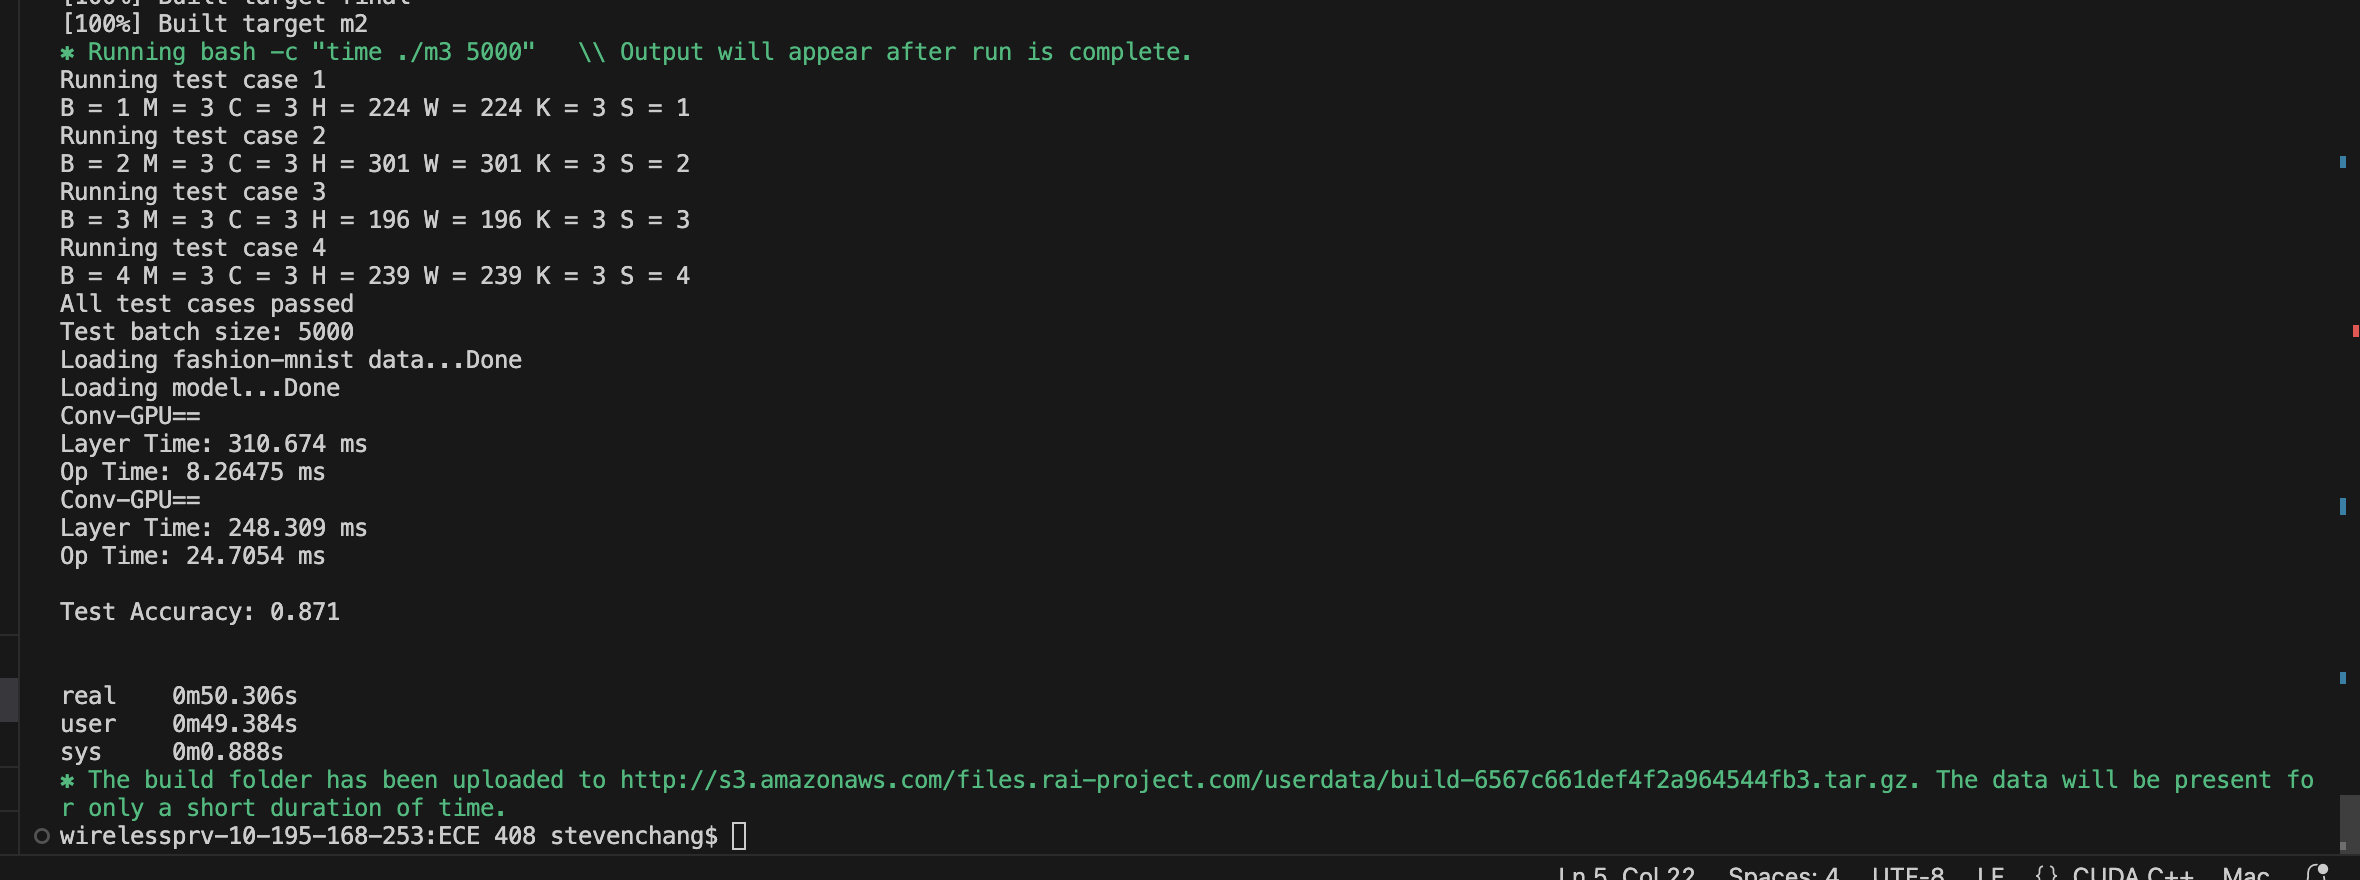 [100%] Built target final
[100%] Built target m2
✱ Running bash -c "time ./m3 5000"   \\ Output will appear after run is complete.
Running test case 1
B = 1 M = 3 C = 3 H = 224 W = 224 K = 3 S = 1
Running test case 2
B = 2 M = 3 C = 3 H = 301 W = 301 K = 3 S = 2
Running test case 3
B = 3 M = 3 C = 3 H = 196 W = 196 K = 3 S = 3
Running test case 4
B = 4 M = 3 C = 3 H = 239 W = 239 K = 3 S = 4
All test cases passed
Test batch size: 5000
Loading fashion-mnist data...Done
Loading model...Done
Conv-GPU==
Layer Time: 310.674 ms
Op Time: 8.26475 ms
Conv-GPU==
Layer Time: 248.309 ms
Op Time: 24.7054 ms
Test Accuracy: 0.871
real    0m50.306s
user    0m49.384s
sys     0m0.888s
✱ The build folder has been uploaded to http://s3.amazonaws.com/files.rai-project.com/userdata/build-6567c661def4f2a964544fb3.tar.gz. The data will be present fo
r only a short duration of time.
wirelessprv-10-195-168-253:ECE 408 stevenchang$
Ln 5, Col 22   Spaces: 4   UTF-8   LF   {} CUDA C++   Mac